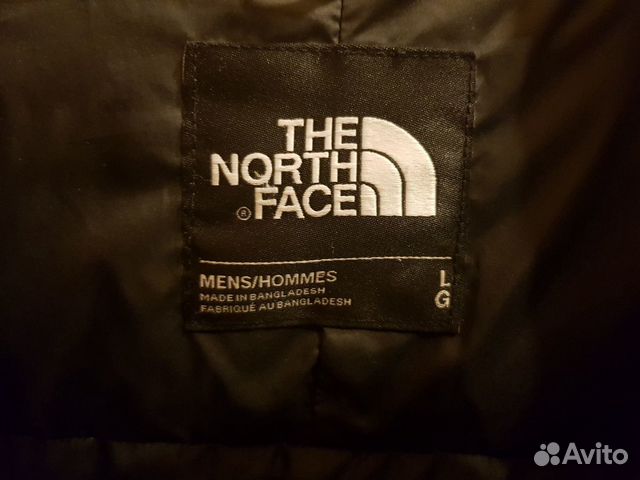 THE
NORTH
® FACE
MENS/HOMMES L
MADE IN BANGLADESH G
FABRIQUÉ AU BANGLADESH
Avito